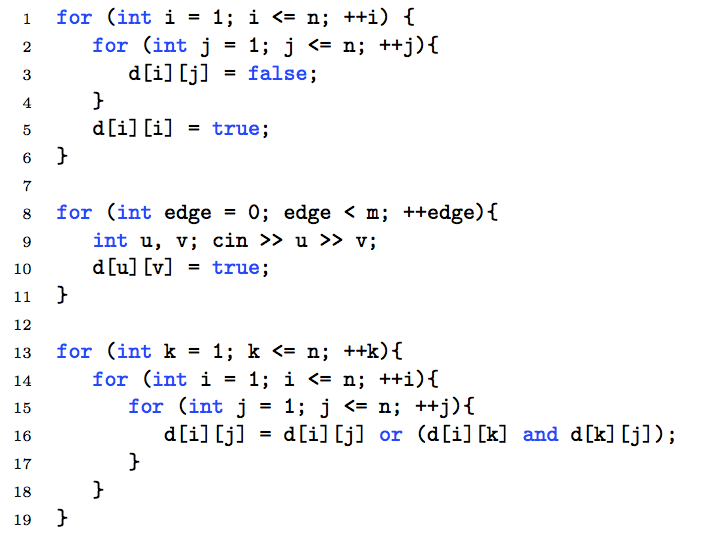 1 for (int i = 1; i <= n; ++i) {
2 for (int j = 1; j <= n; ++j){
3 d[i][j] = false;
4 }
5 d[i][i] = true;
6 }
7
8 for (int edge = 0; edge < m; ++edge){
9 int u, v; cin >> u >> v;
10 d[u][v] = true;
11 }
12
13 for (int k = 1; k <= n; ++k){
14 for (int i = 1; i <= n; ++i){
15 for (int j = 1; j <= n; ++j){
16 d[i][j] = d[i][j] or (d[i][k] and d[k][j]);
17 }
18 }
19 }